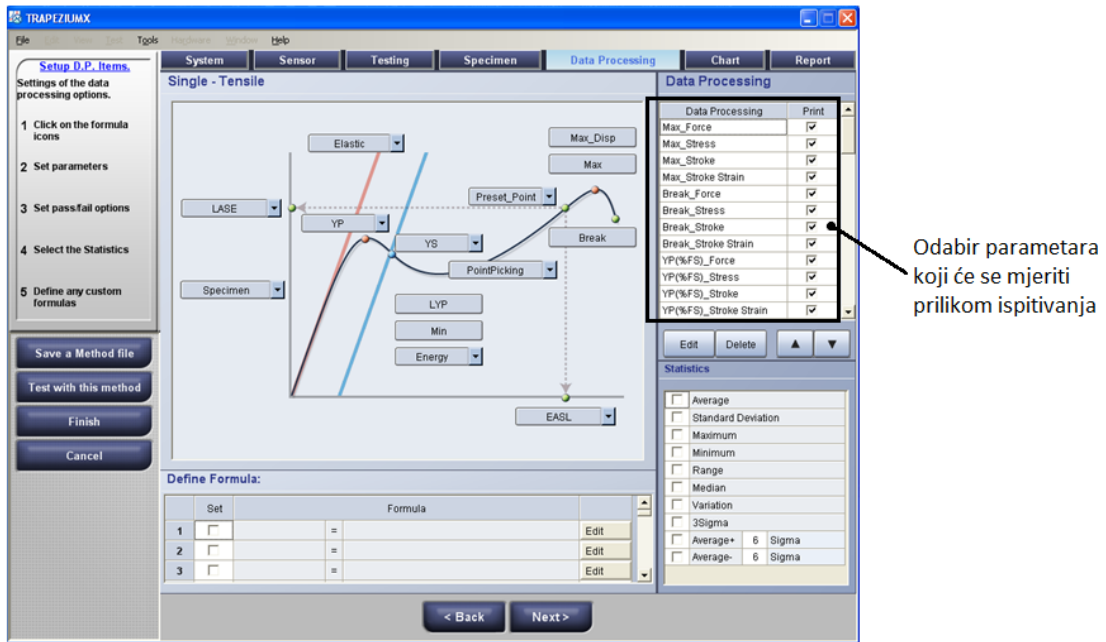 TRAPEZIUMX
File Edit View Test Tools Hardware Window Help
Setup D.P. Items.
Settings of the data
processing options.
1 Click on the formula
icons
2 Set parameters
3 Set pass/fail options
4 Select the Statistics
5 Define any custom
formulas
Save a Method file
Test with this method
Finish
Cancel
System Sensor Testing Specimen Data Processing Chart Report
Single - Tensile
Elastic
Max_Disp
Max
Preset_Point
LASE
YP
YS
Break
PointPicking
Specimen
LYP
Min
Energy
EASL
Define Formula:
Set Formula
1 = Edit
2 = Edit
3 = Edit
< Back Next >
Data Processing
Data Processing Print
Max_Force
Max_Stress
Max_Stroke
Max_Stroke Strain
Break_Force
Break_Stress
Break_Stroke
Break_Stroke Strain
YP(%FS)_Force
YP(%FS)_Stress
YP(%FS)_Stroke
YP(%FS)_Stroke Strain
Edit Delete
Statistics
Average
Standard Deviation
Maximum
Minimum
Range
Median
Variation
3Sigma
Average+ 6 Sigma
Average- 6 Sigma
Odabir parametara
koji će se mjeriti
prilikom ispitivanja